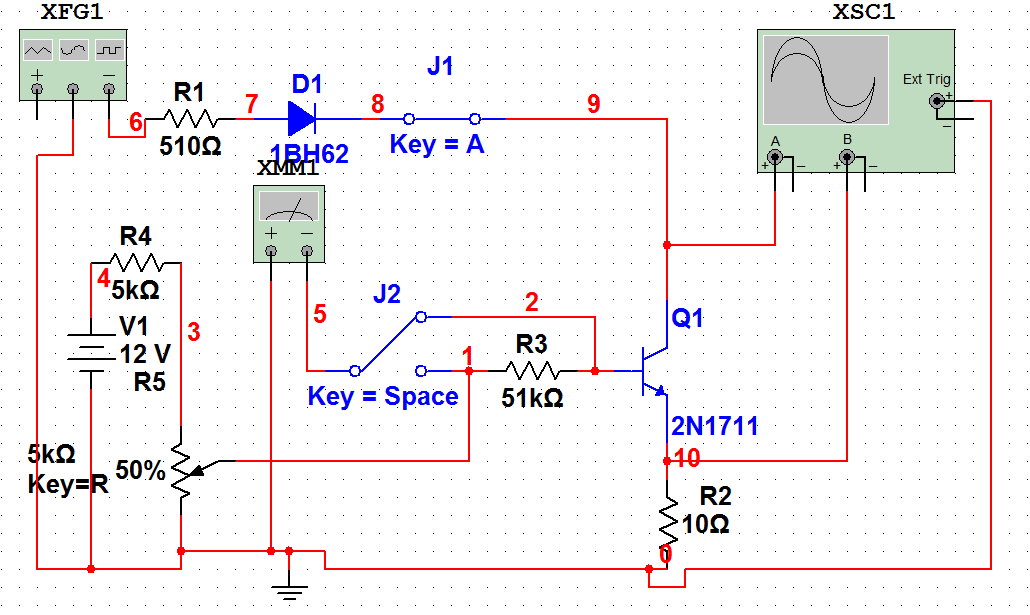 XFG1
XSC1
J1
D1
R1
7
8
9
6
510Ω
1BH62
Key = A
Ext Trig
+
−
A
B
+
−
+
−
+
−
XMM1
+
−
R4
4
5kΩ
J2
2
5
V1
3
12 V
R5
Q1
R3
1
51kΩ
Key = Space
2N1711
5kΩ
Key=R
50%
10
R2
10Ω
0